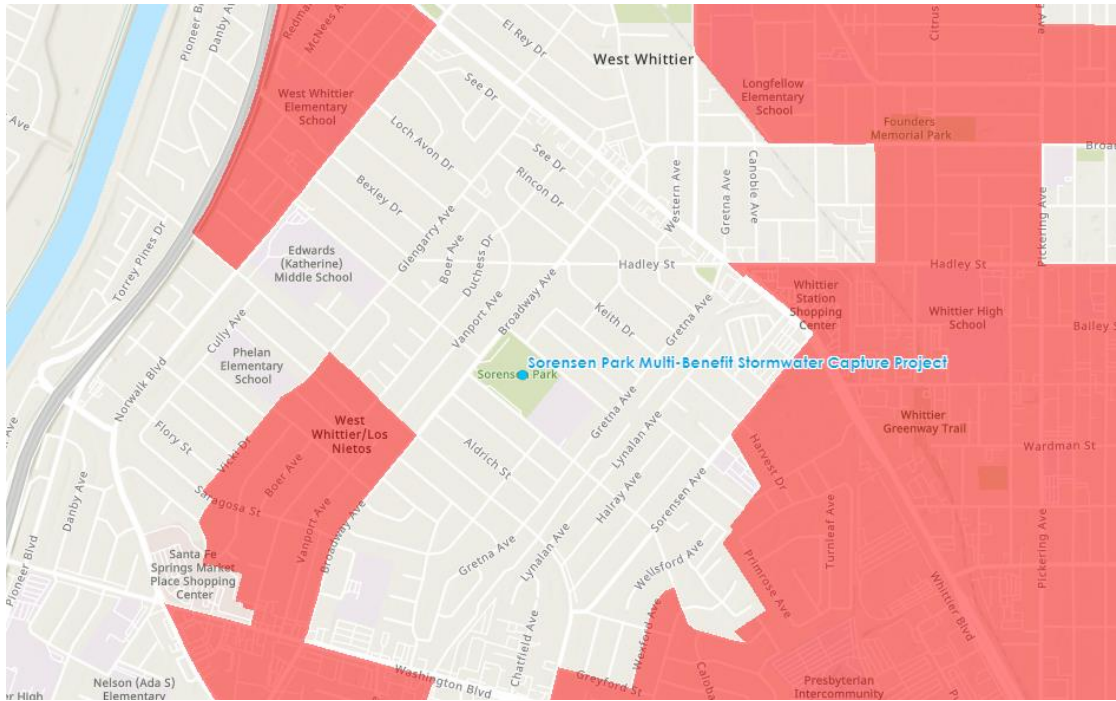 Pioneer Bl
Danby Ave
Redma
McNees Ave
El Rey Dr
West Whittier
Citrus
g Ave
Ave
West Whittier
Elementary
School
See Dr
Longfellow
Elementary
School
Loch Avon Dr
See Dr
Founders
Memorial Park
Broa
Rincon Dr
Bexley Dr
Western Ave
Gretna Ave
Canobie Ave
Pickering Ave
Torrey Pines Dr
Edwards
(Katherine)
Middle School
Glengarry Ave
Boer Ave
Duchess Dr
Hadley St
Hadley St
Vanport Ave
Broadway Ave
Keith Dr
Gretna Ave
Whittier
Station
Shopping
Center
Whittier High
School
Bailey S
Cully Ave
Phelan
Elementary
School
Sorensen Park Multi-Benefit Stormwater Capture Project
Sorensen Park
Norwalk Blvd
Flory St
West
Whittier/Los
Nietos
Gretna Ave
Lynalan Ave
Whittier
Greenway Trail
Wardman St
Vicki Dr
Boer Ave
Aldrich St
Harvest Dr
Saragosa St
Halray Ave
Sorensen Ave
Turnleaf Ave
Danby Ave
Vanport Ave
Broadway Ave
Pioneer Blvd
Santa Fe
Springs Market
Place Shopping
Center
Gretna Ave
Lynalan Ave
Wellsford Ave
Primrose Ave
Pickering Ave
Whittier Blvd
Chatfield Ave
Wexford Ave
Washington Blvd
Greyford St
Caloba
Nelson (Ada S)
Elementary
er High
Presbyterian
Intercommunity